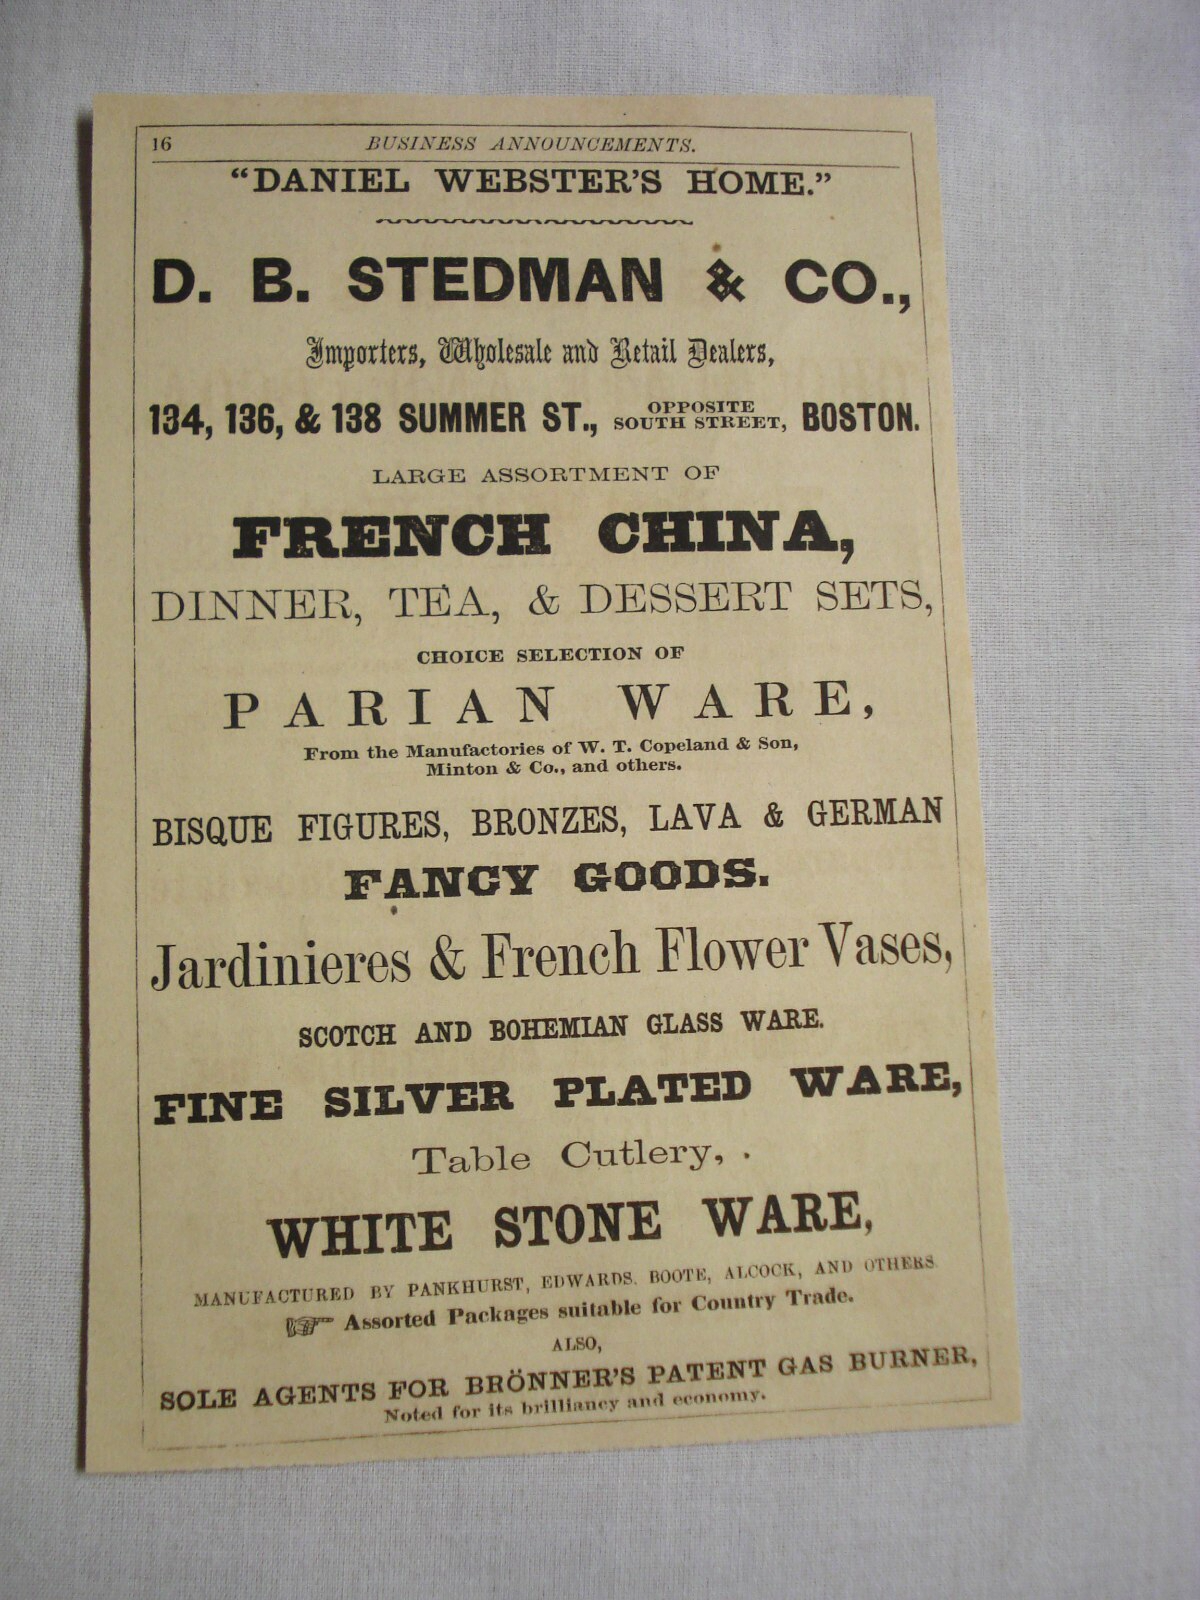 16 BUSINESS ANNOUNCEMENTS.
"DANIEL WEBSTER'S HOME."
D. B. STEDMAN & CO.,
Importers, Wholesale and Retail Dealers,
134, 136, & 138 SUMMER ST., OPPOSITE SOUTH STREET, BOSTON.
LARGE ASSORTMENT OF
FRENCH CHINA,
DINNER, TEA, & DESSERT SETS,
CHOICE SELECTION OF
PARIAN WARE,
From the Manufactories of W. T. Copeland & Son,
Minton & Co., and others.
BISQUE FIGURES, BRONZES, LAVA & GERMAN
FANCY GOODS.
Jardinieres & French Flower Vases,
SCOTCH AND BOHEMIAN GLASS WARE.
FINE SILVER PLATED WARE,
Table Cutlery,
WHITE STONE WARE,
MANUFACTURED BY PANKHURST, EDWARDS. BOOTE, ALCOCK, AND OTHERS.
☞ Assorted Packages suitable for Country Trade.
ALSO,
SOLE AGENTS FOR BRÖNNER'S PATENT GAS BURNER,
Noted for its brilliancy and economy.